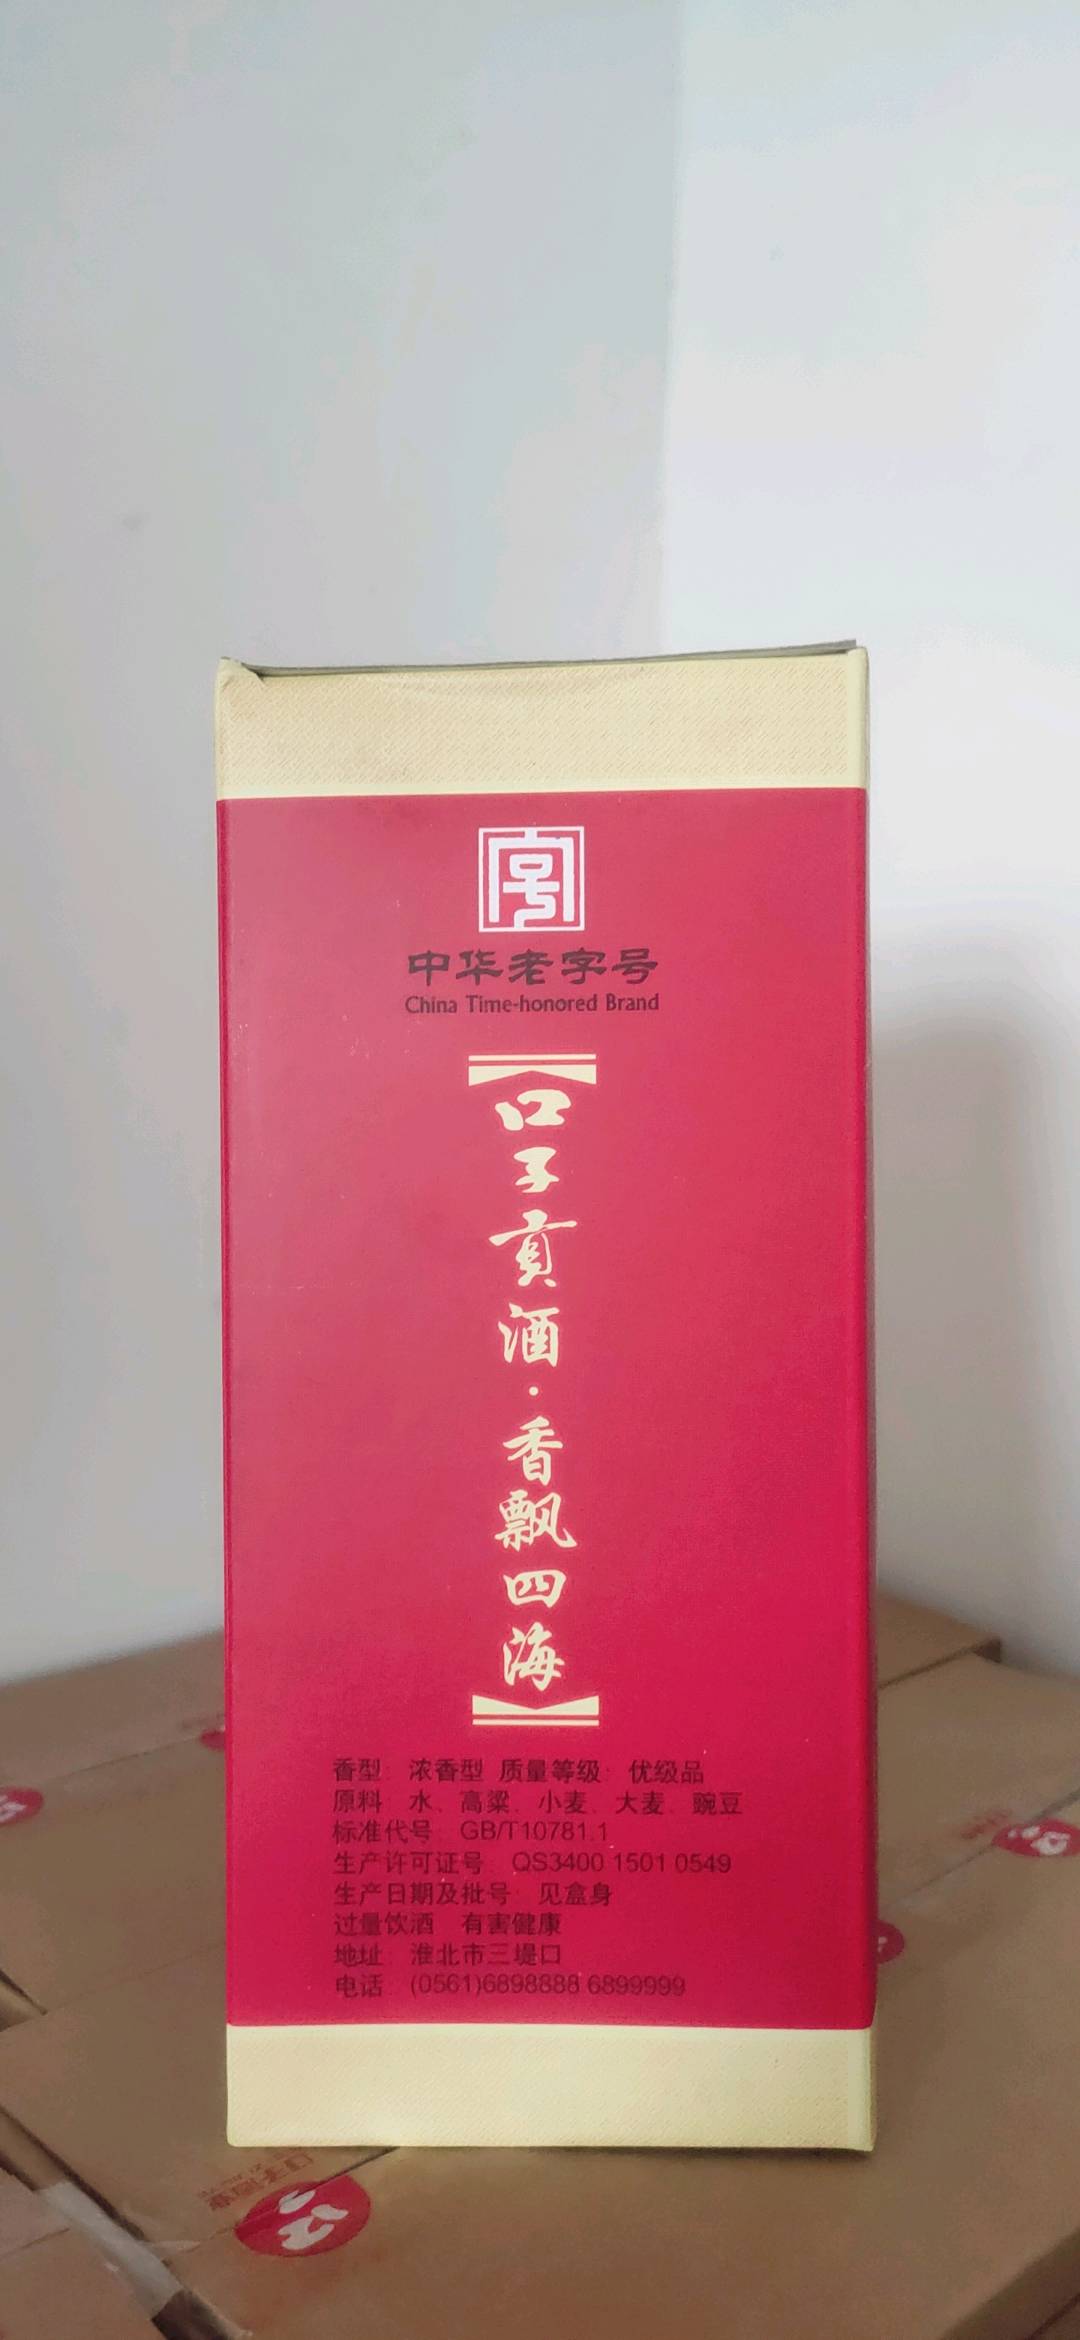 中华老字号
China Time-honored Brand
口子贡酒·香飘四海
香型: 浓香型 质量等级: 优级品
原料: 水、高粱、小麦、大麦、豌豆
标准代号: GB/T10781.1
生产许可证号: QS3400 1501 0549
生产日期及批号: 见盒身
过量饮酒 有害健康
地址: 淮北市三堤口
电话: (0561)6898888 6899999